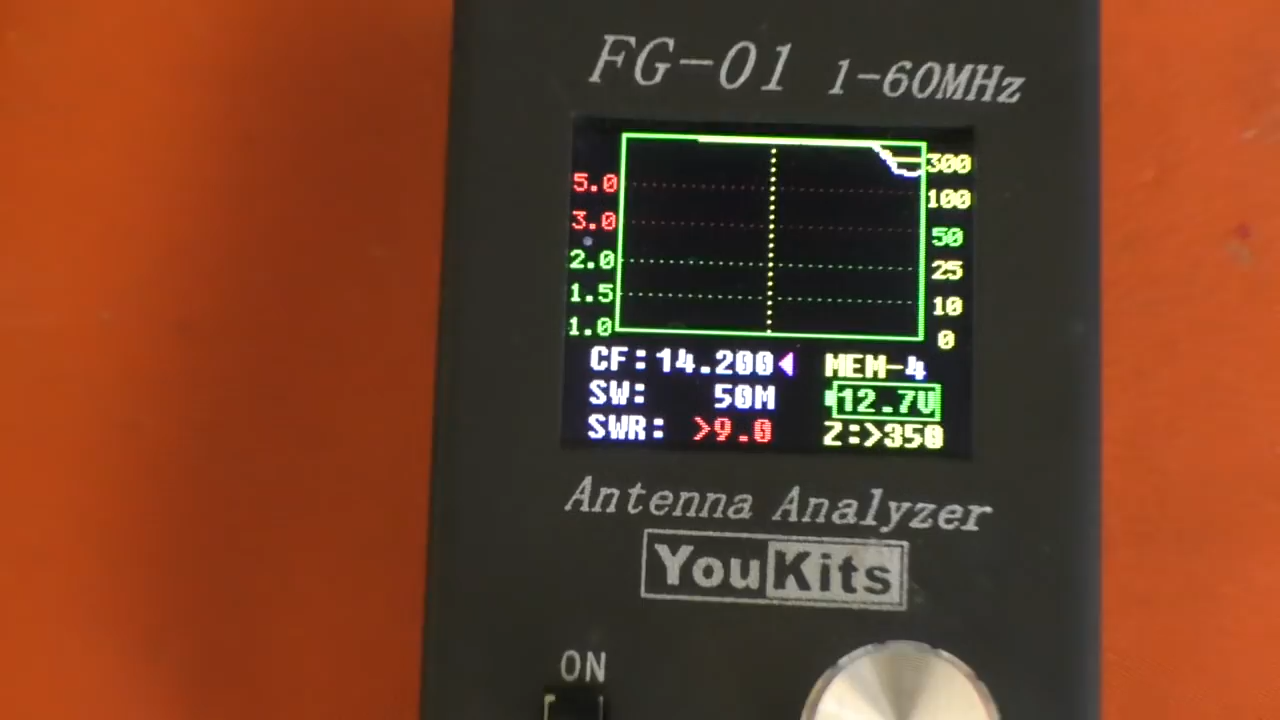 FG-01 1-60MHz
5.0 300
3.0 100
2.0 50
1.5 25
1.0 10
0
CF:14.200 MEM-4
SW: 50M 12.7V
SWR: >9.0 Z:>350
Antenna Analyzer
YouKits
ON